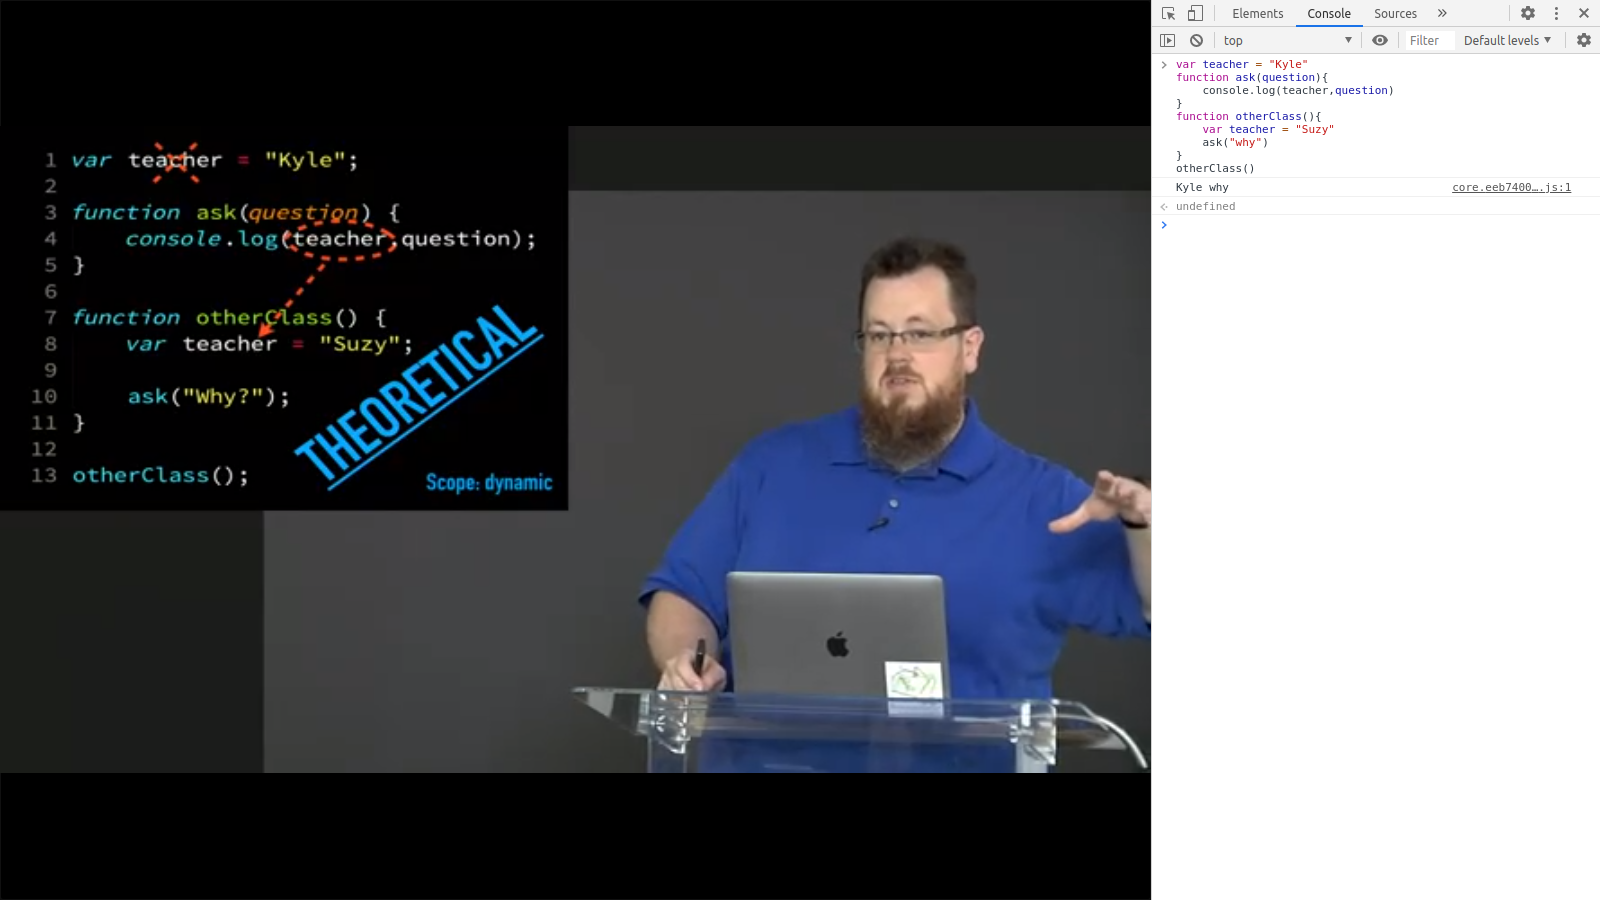 1 var teacher = "Kyle";
2
3 function ask(question) {
4 console.log(teacher,question);
5 }
6
7 function otherClass() {
8 var teacher = "Suzy";
9
10 ask("Why?");
11 }
12
13 otherClass();
THEORETICAL
Scope: dynamic
Elements Console Sources »
top Filter Default levels
var teacher = "Kyle"
function ask(question){
console.log(teacher,question)
}
function otherClass(){
var teacher = "Suzy"
ask("why")
}
otherClass()
Kyle why core.eeb7400….js:1
undefined